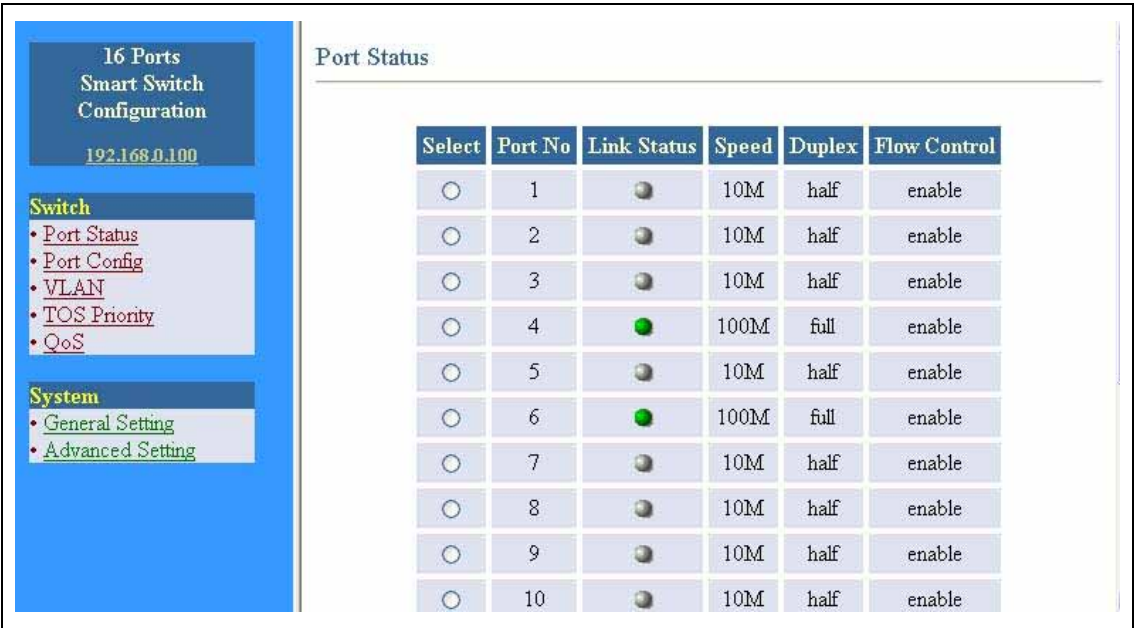 16 Ports
Smart Switch
Configuration
192.168.0.100
Switch
• Port Status
• Port Config
• VLAN
• TOS Priority
• QoS
System
• General Setting
• Advanced Setting
Port Status
Select Port No Link Status Speed Duplex Flow Control
1 10M half enable
2 10M half enable
3 10M half enable
4 100M full enable
5 10M half enable
6 100M full enable
7 10M half enable
8 10M half enable
9 10M half enable
10 10M half enable